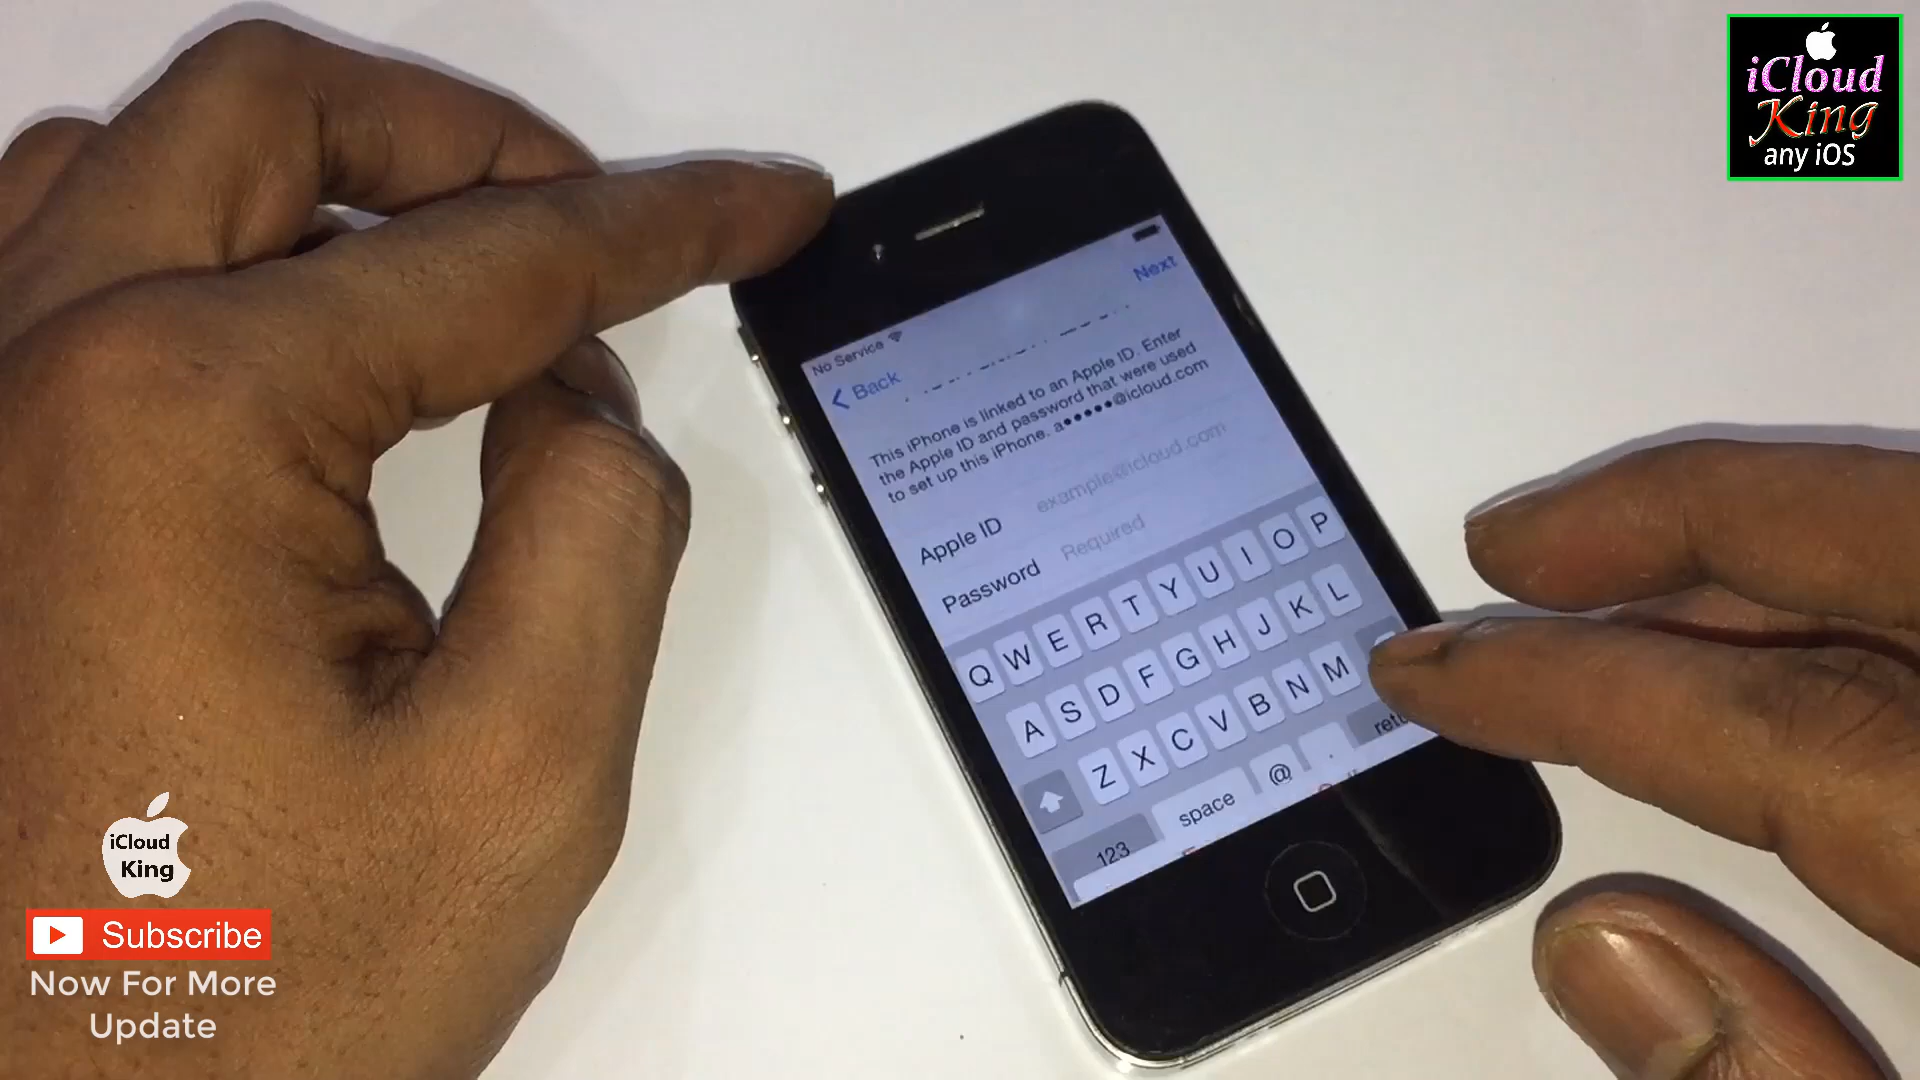 iCloud
King
any iOS
No Service
Next
Back
This iPhone is linked to an Apple ID. Enter
the Apple ID and password that were used
to set up this iPhone. a●●●●●@icloud.com
Apple ID example@icloud.com
Password Required
Q W E R T Y U I O P
A S D F G H J K L
Z X C V B N M
123 space @ .
iCloud
King
Subscribe
Now For More
Update